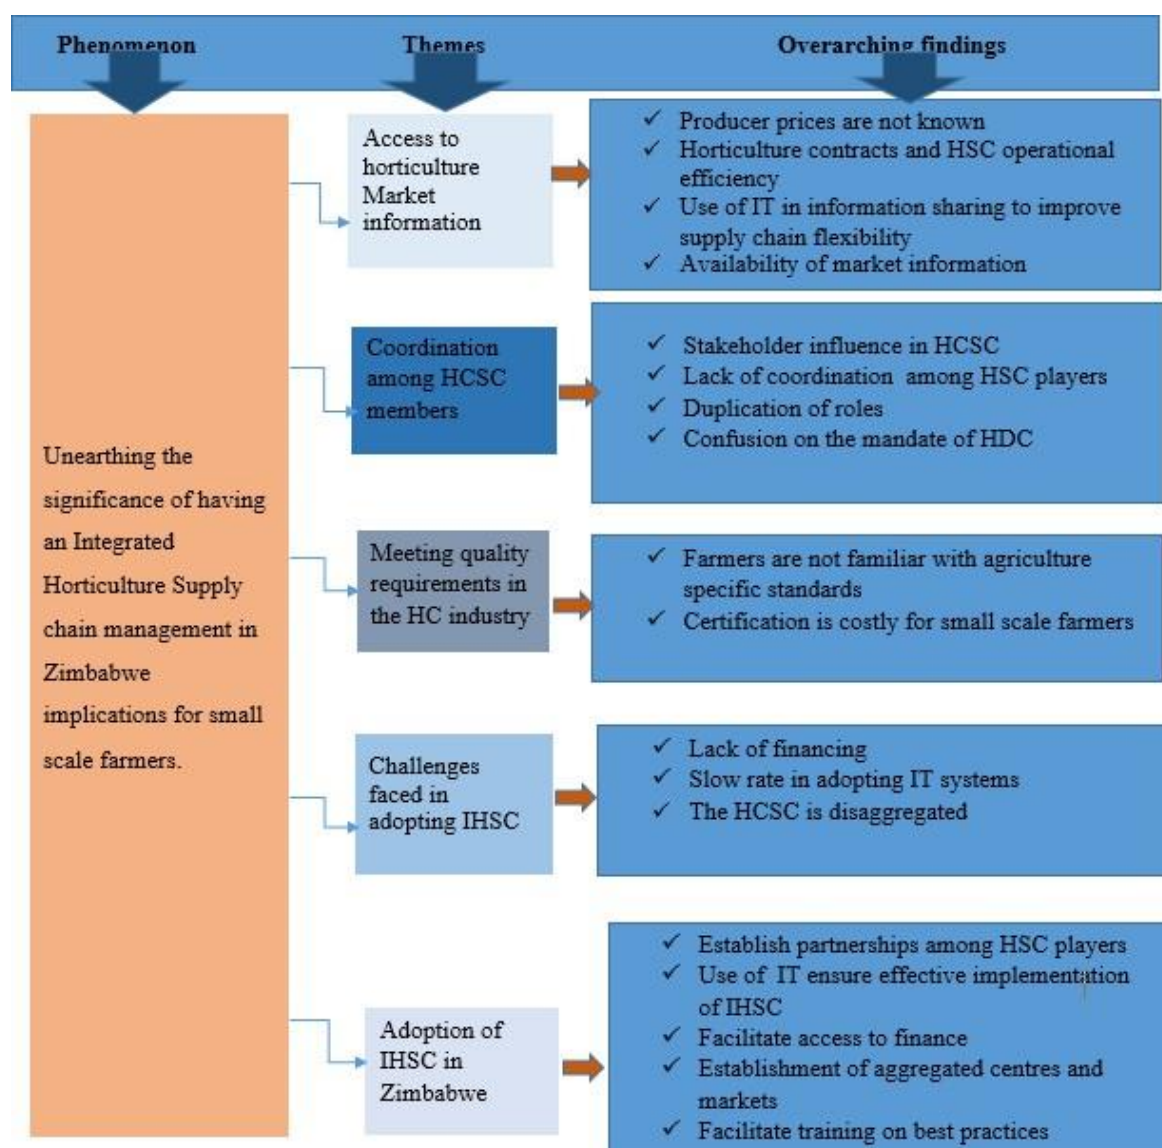 Phenomenon
Themes
Overarching findings
Unearthing the
significance of having
an Integrated
Horticulture Supply
chain management in
Zimbabwe
implications for small
scale farmers.
Access to
horticulture
Market
information
✓ Producer prices are not known
✓ Horticulture contracts and HSC operational
efficiency
✓ Use of IT in information sharing to improve
supply chain flexibility
✓ Availability of market information
Coordination
among HCSC
members
✓ Stakeholder influence in HCSC
✓ Lack of coordination among HSC players
✓ Duplication of roles
✓ Confusion on the mandate of HDC
Meeting quality
requirements in
the HC industry
✓ Farmers are not familiar with agriculture
specific standards
✓ Certification is costly for small scale farmers
Challenges
faced in
adopting IHSC
✓ Lack of financing
✓ Slow rate in adopting IT systems
✓ The HCSC is disaggregated
Adoption of
IHSC in
Zimbabwe
✓ Establish partnerships among HSC players
✓ Use of IT ensure effective implementation
of IHSC
✓ Facilitate access to finance
✓ Establishment of aggregated centres and
markets
✓ Facilitate training on best practices